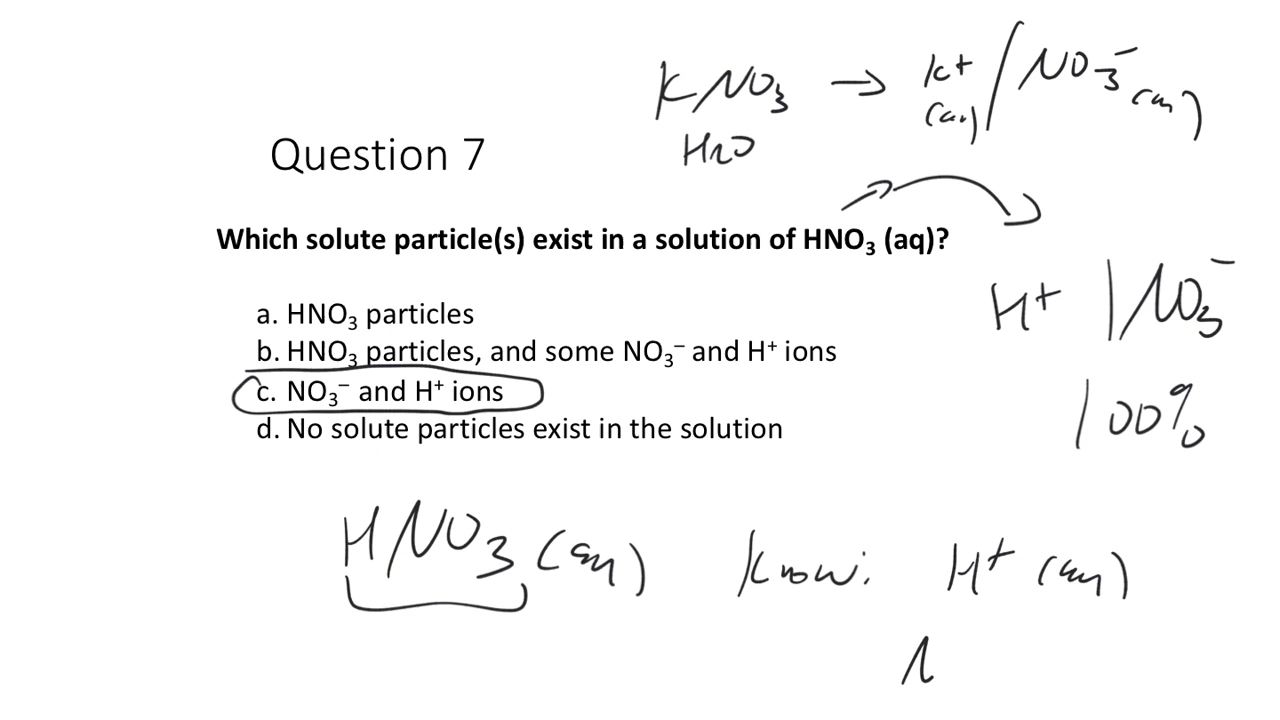 KNO₃ → K+ / NO₃⁻
(aq) (aq)
H2O
Question 7
Which solute particle(s) exist in a solution of HNO₃ (aq)?
H+ | NO₃⁻
a. HNO₃ particles
b. HNO₃ particles, and some NO₃⁻ and H⁺ ions
c. NO₃⁻ and H⁺ ions
100%
d. No solute particles exist in the solution
HNO₃ (aq) Know: H+ (aq)